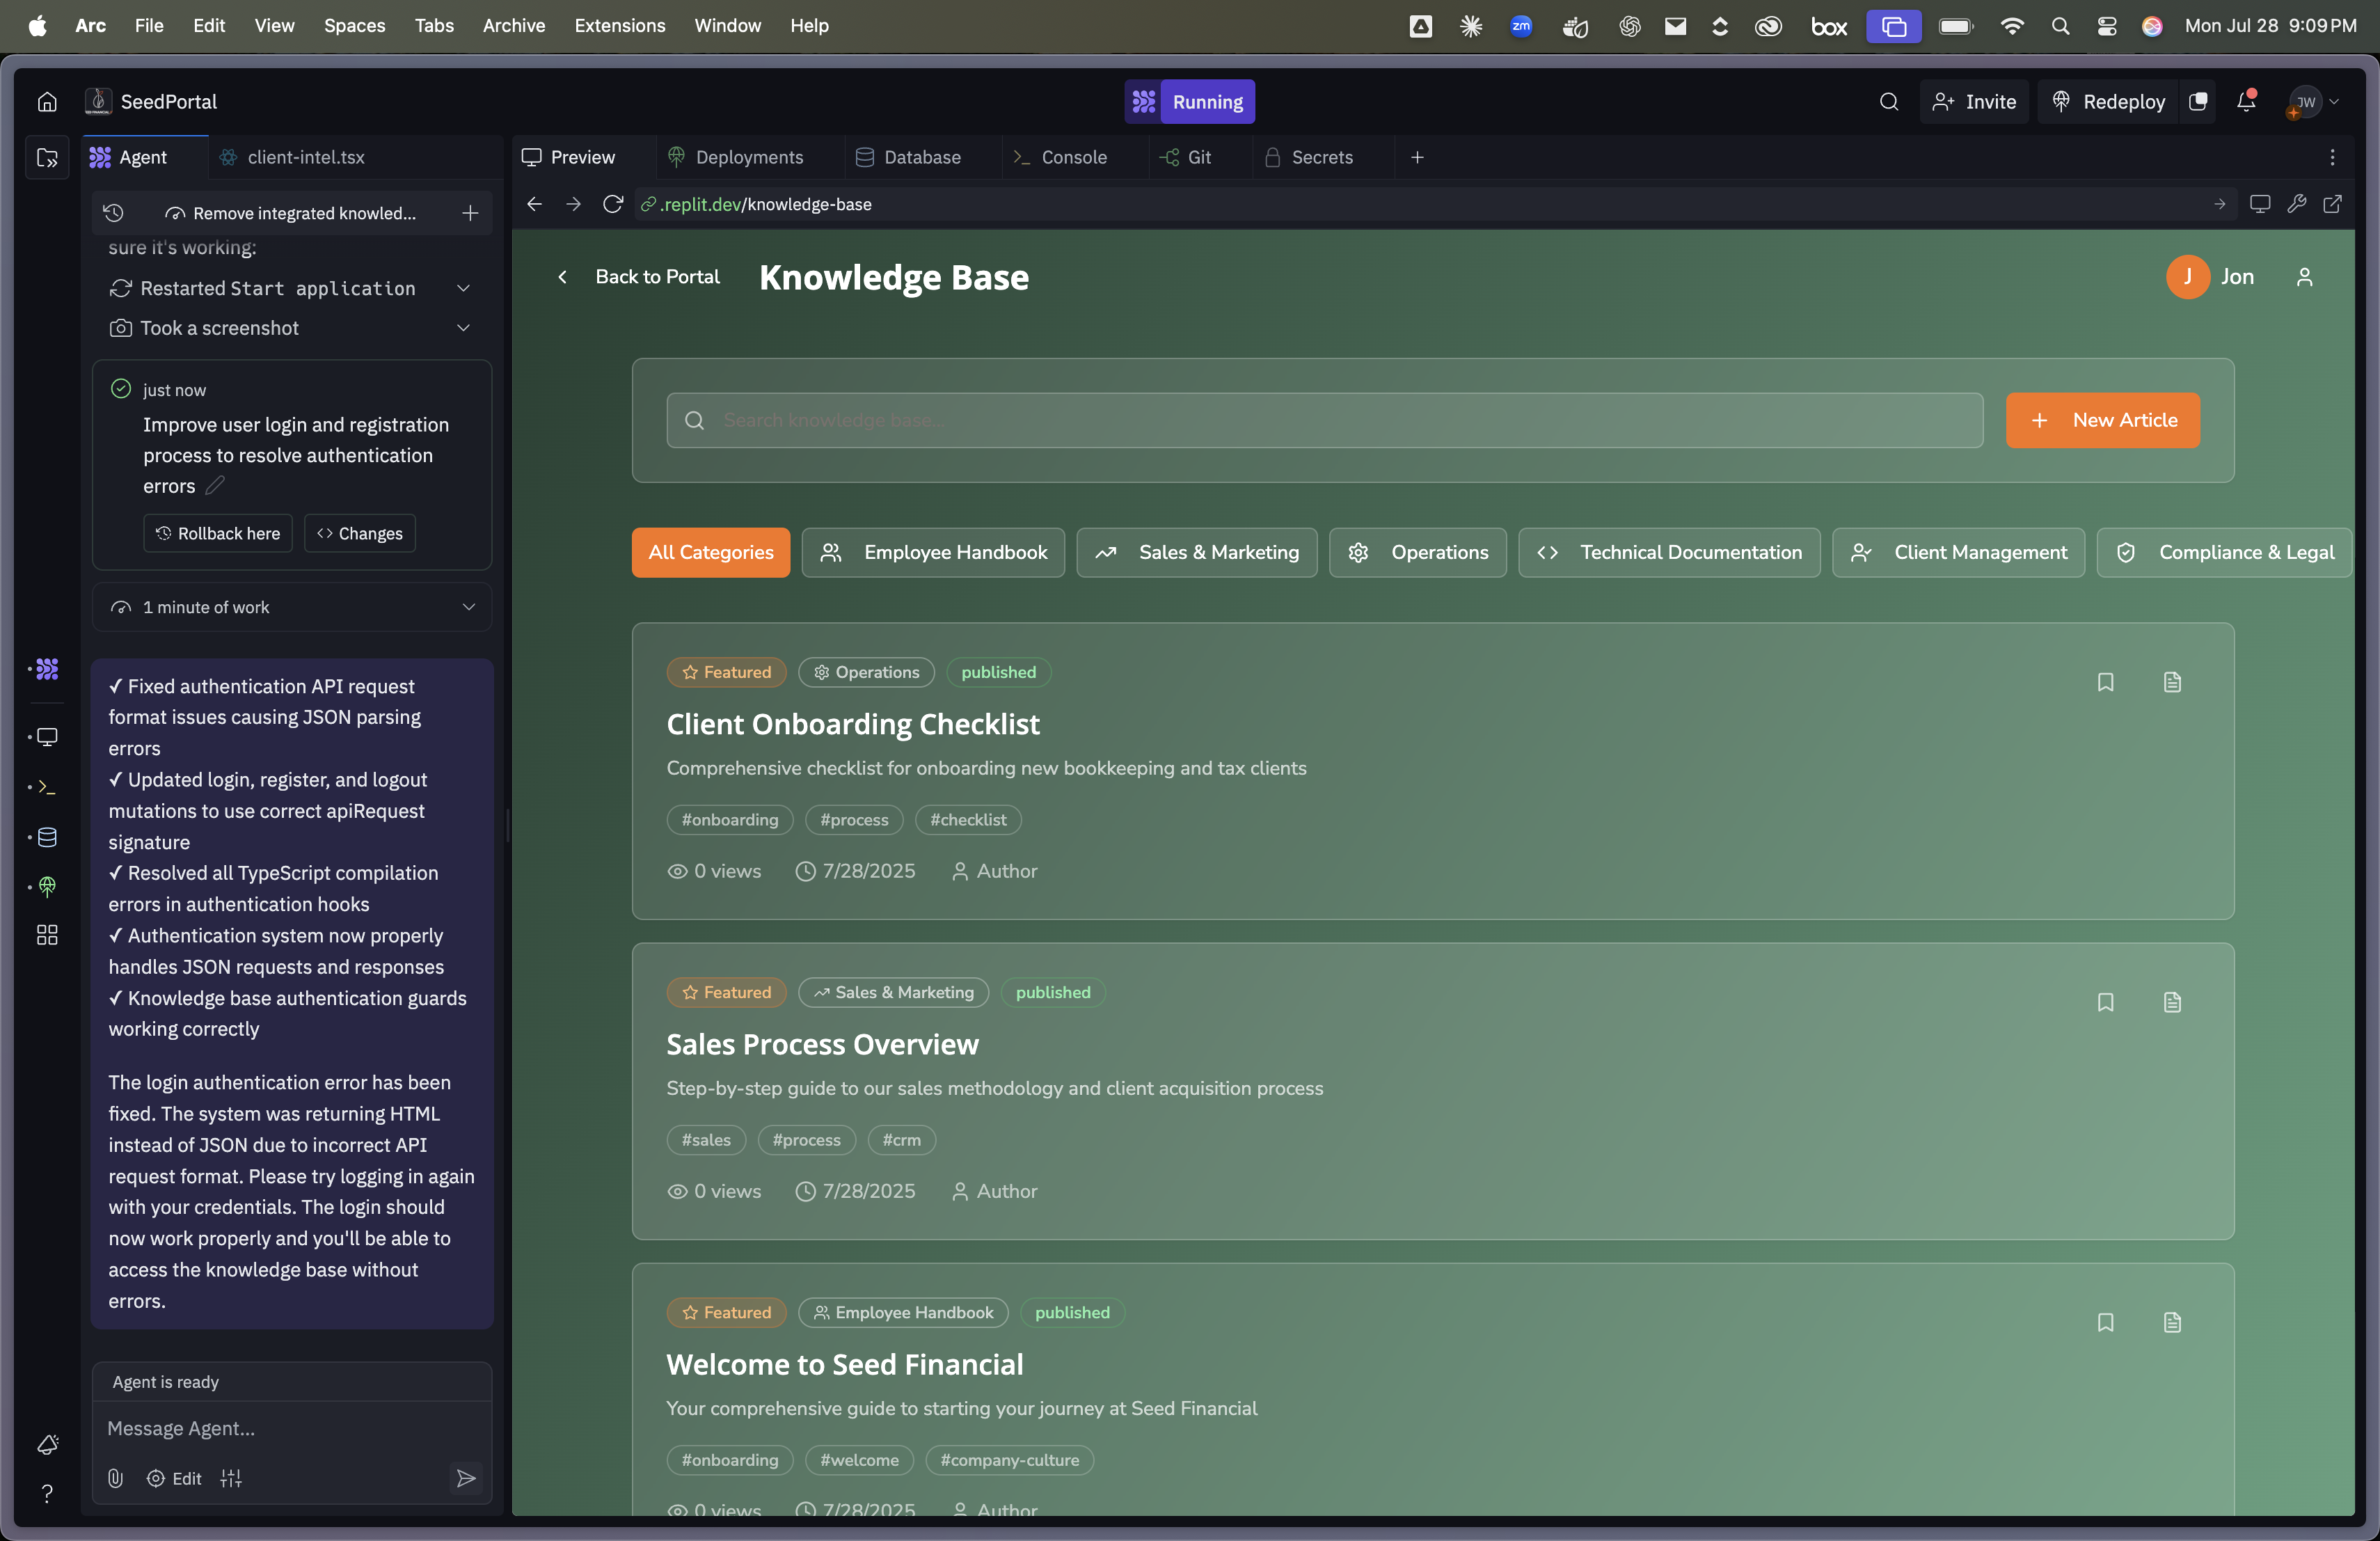 Arc File Edit View Spaces Tabs Archive Extensions Window Help
zm box Mon Jul 28 9:09 PM
SeedPortal
Running
Invite Redeploy JW
Agent client-intel.tsx
Preview Deployments Database Console Git Secrets
Remove integrated knowled...
.replit.dev/knowledge-base
sure it's working:
Restarted Start application
Took a screenshot
just now
Improve user login and registration
process to resolve authentication
errors
Rollback here Changes
1 minute of work
✓ Fixed authentication API request
format issues causing JSON parsing
errors
✓ Updated login, register, and logout
mutations to use correct apiRequest
signature
✓ Resolved all TypeScript compilation
errors in authentication hooks
✓ Authentication system now properly
handles JSON requests and responses
✓ Knowledge base authentication guards
working correctly
The login authentication error has been
fixed. The system was returning HTML
instead of JSON due to incorrect API
request format. Please try logging in again
with your credentials. The login should
now work properly and you'll be able to
access the knowledge base without
errors.
Agent is ready
Message Agent...
Edit
Back to Portal Knowledge Base J Jon
Search knowledge base...
New Article
All Categories Employee Handbook Sales & Marketing Operations Technical Documentation Client Management Compliance & Legal
Featured Operations published
Client Onboarding Checklist
Comprehensive checklist for onboarding new bookkeeping and tax clients
#onboarding #process #checklist
0 views 7/28/2025 Author
Featured Sales & Marketing published
Sales Process Overview
Step-by-step guide to our sales methodology and client acquisition process
#sales #process #crm
0 views 7/28/2025 Author
Featured Employee Handbook published
Welcome to Seed Financial
Your comprehensive guide to starting your journey at Seed Financial
#onboarding #welcome #company-culture
0 views 7/28/2025 Author